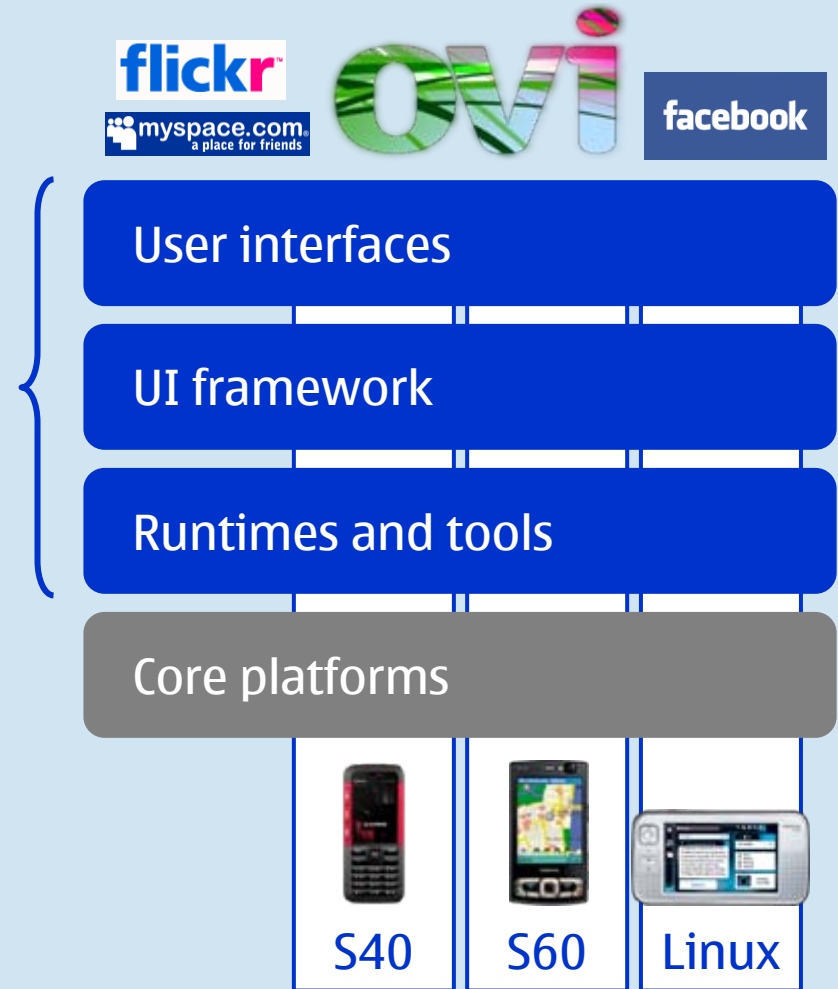 flickr™
myspace.com®
a place for friends
ovi
facebook
User interfaces
UI framework
Runtimes and tools
Core platforms
S40
S60
Linux